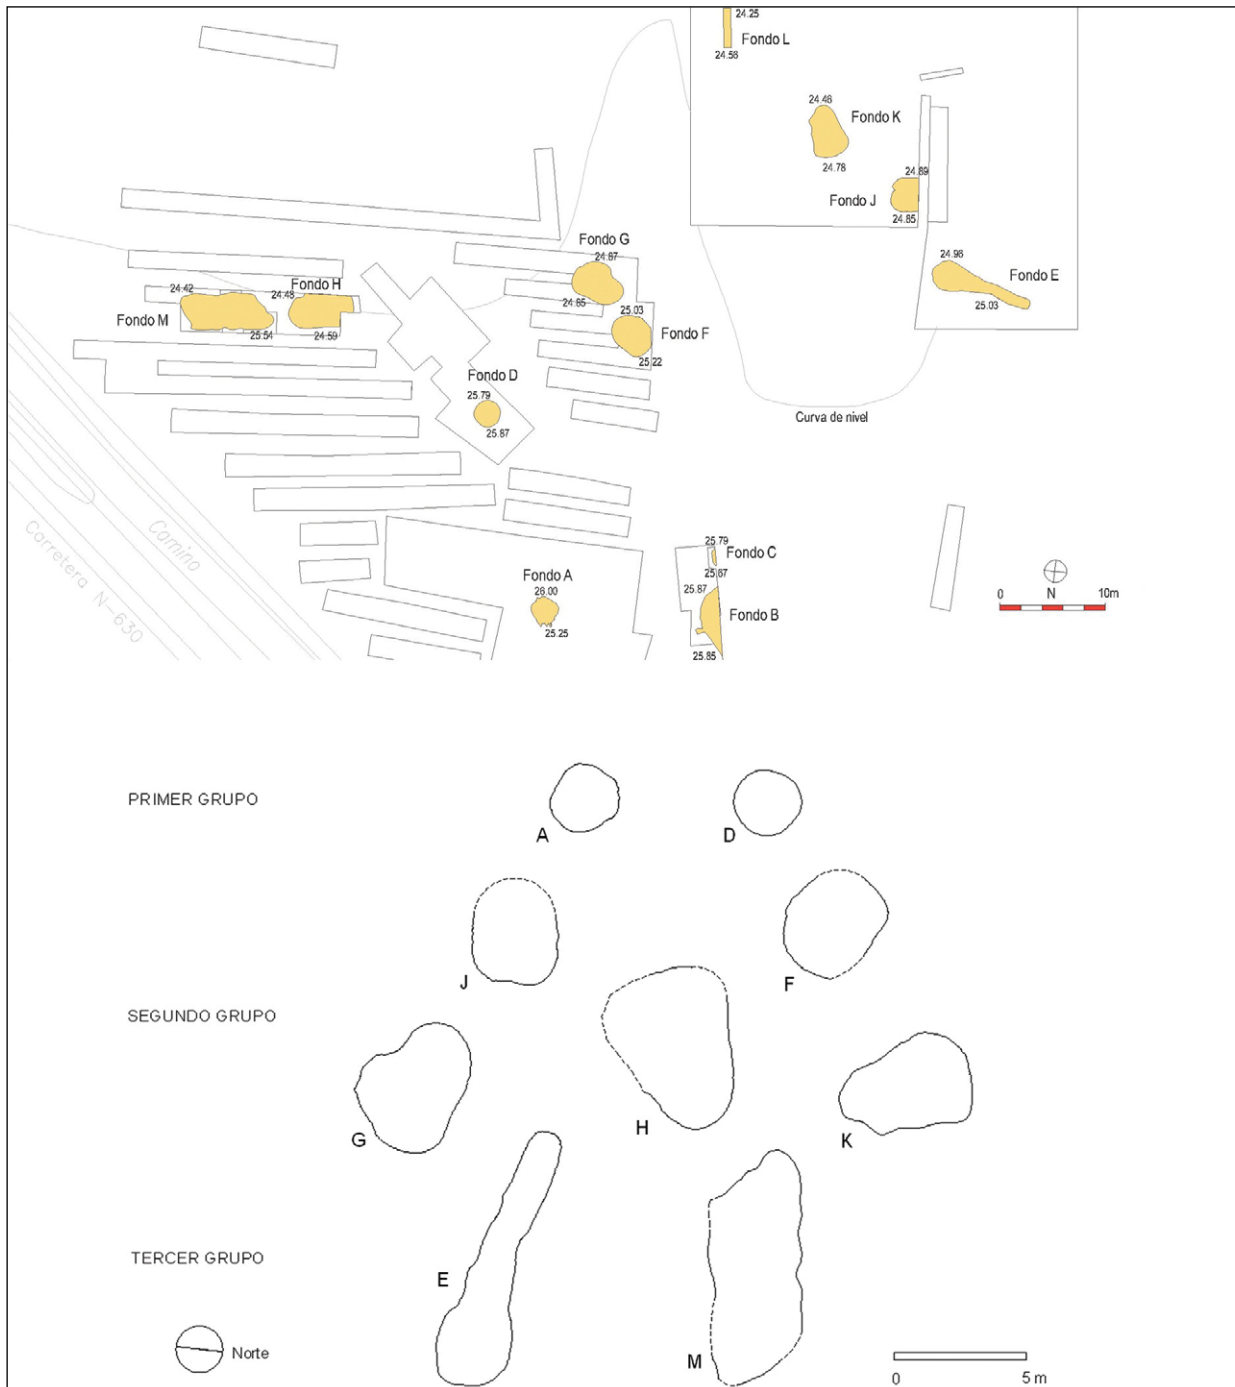 24.25
Fondo L
24.56
24.46
Fondo K
24.78
24.89
Fondo J
24.85
Fondo G
24.87
24.96
Fondo E
25.03
24.42
24.48
Fondo H
24.85
25.03
Fondo M
25.54
24.59
Fondo F
25.22
Fondo D
25.79
25.87
Curva de nivel
Camino
Carretera N-630
25.79
Fondo C
25.67
Fondo A
26.00
25.25
25.87
Fondo B
25.85
N
0 10m
PRIMER GRUPO
A D
J F
SEGUNDO GRUPO
G H K
TERCER GRUPO
E
M
Norte
0 5 m